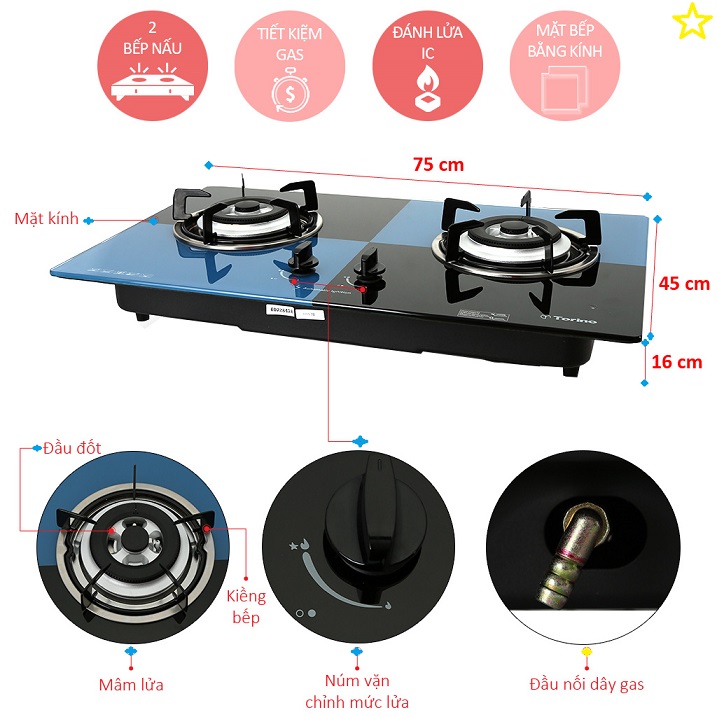 2
BẾP NẤU
TIẾT KIỆM
GAS
$
ĐÁNH LỬA
IC
MẶT BẾP
BẰNG KÍNH
75 cm
Mặt kính
45 cm
Torino
16 cm
Đầu đốt
Kiềng
bếp
Mâm lửa
Núm vặn
chỉnh mức lửa
Đầu nối dây gas